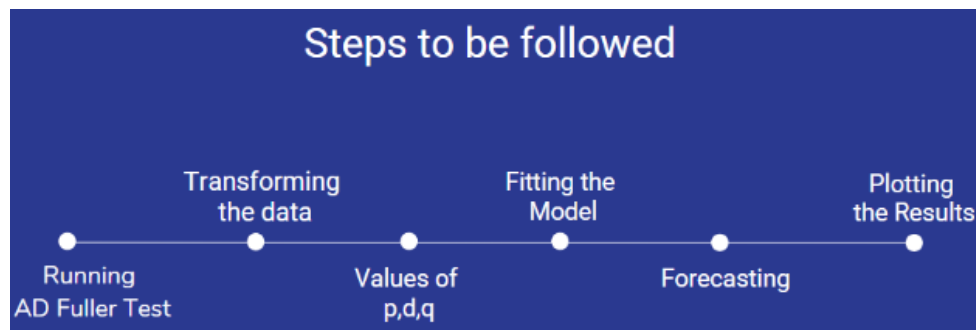 Steps to be followed
Running
AD Fuller Test
Transforming
the data
Values of
p,d,q
Fitting the
Model
Forecasting
Plotting
the Results